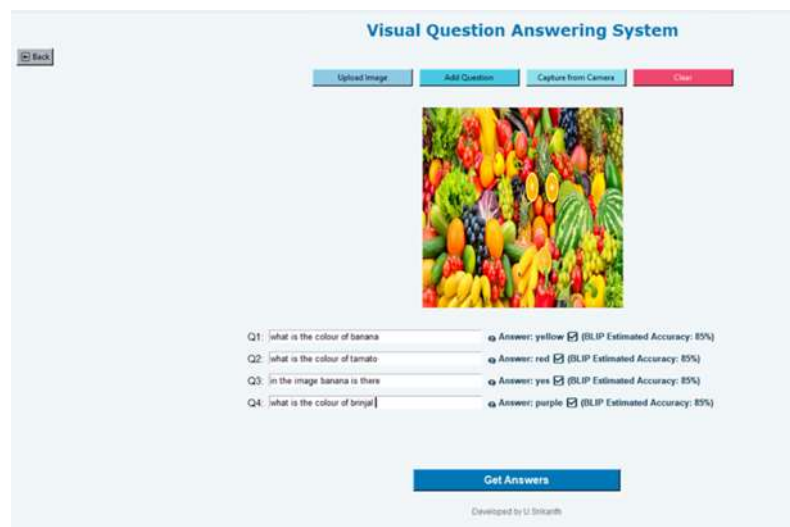 Visual Question Answering System
Back
Upload Image Add Question Capture from Camera Clear
Q1: what is the colour of banana Answer: yellow (BLIP Estimated Accuracy: 85%)
Q2: what is the colour of tamato Answer: red (BLIP Estimated Accuracy: 85%)
Q3: in the image banana is there Answer: yes (BLIP Estimated Accuracy: 85%)
Q4: what is the colour of brinjal Answer: purple (BLIP Estimated Accuracy: 85%)
Get Answers
Developed by U.Srikanth